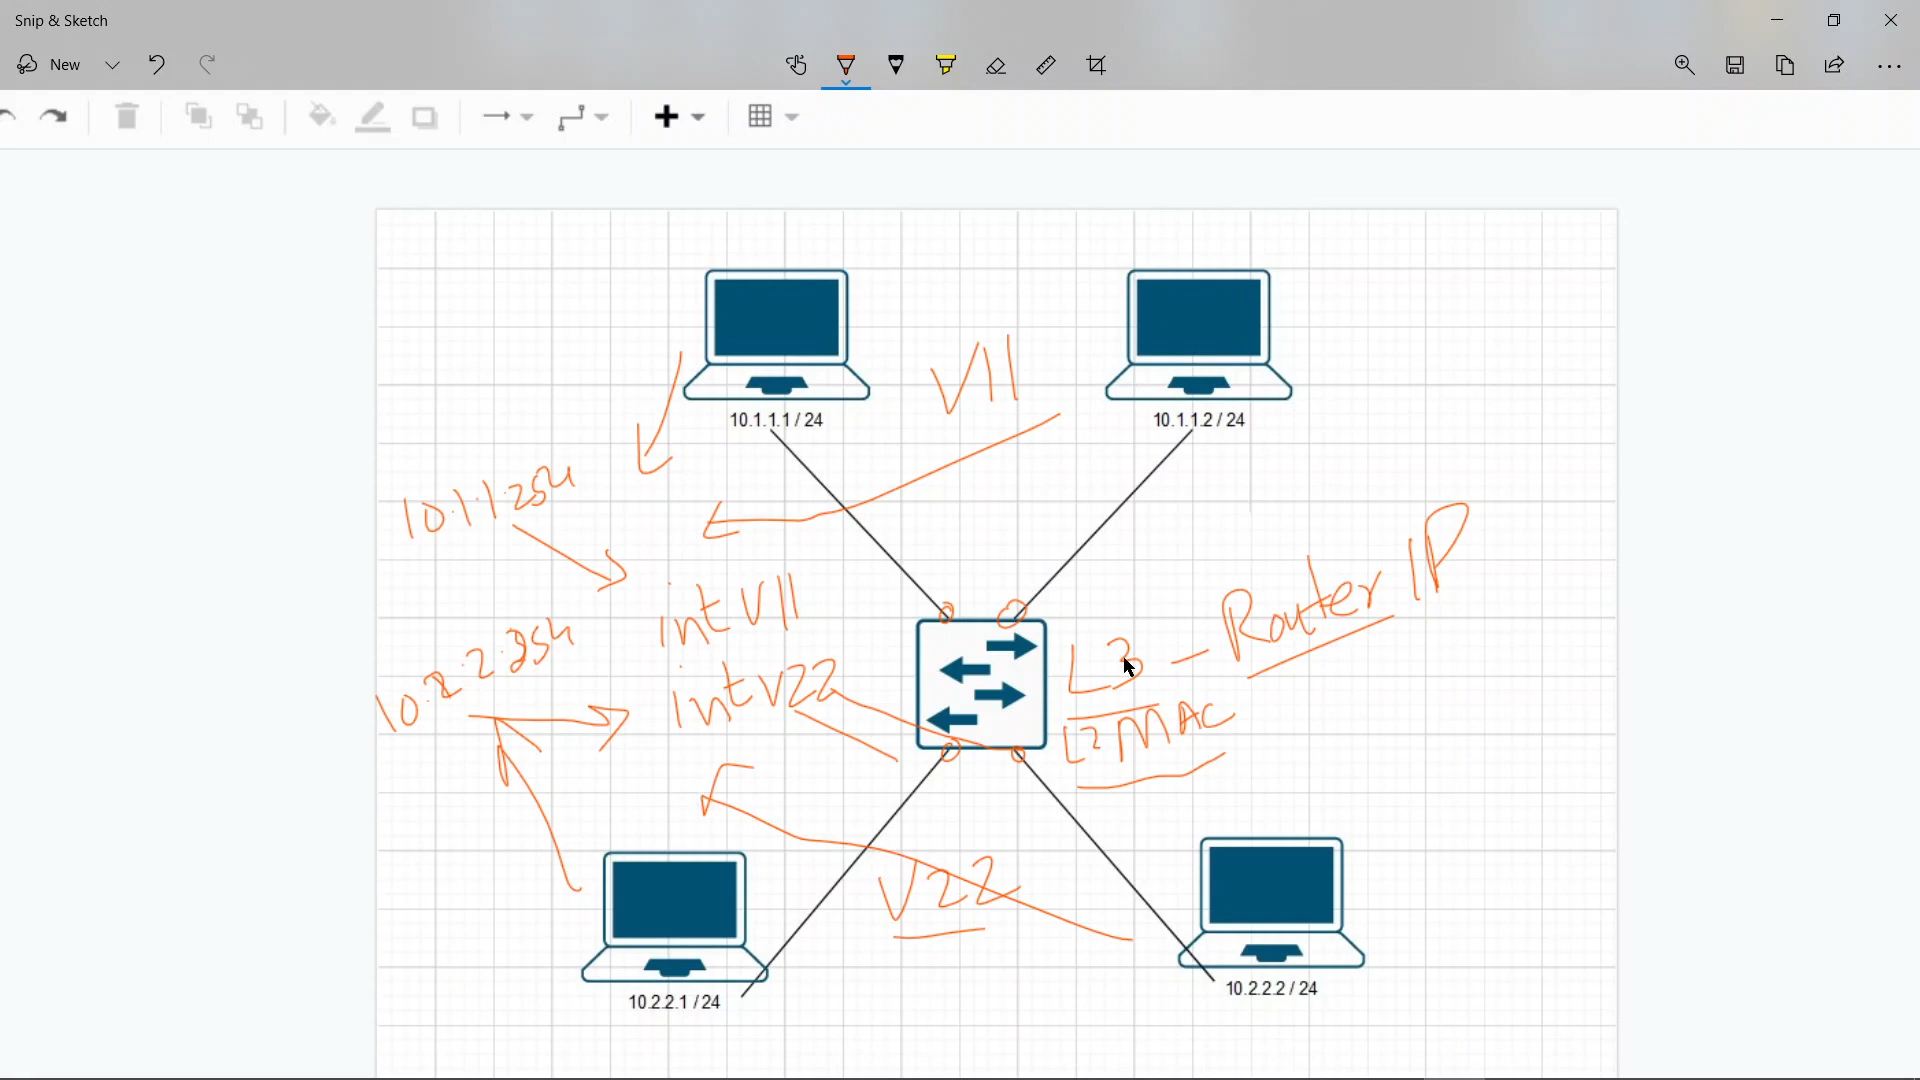 Snip & Sketch
New
10.1.1.1 / 24
10.1.1.2 / 24
V11
10.1.1.254
int V11
Router IP
10.2.2.254
int V22
L3 –
L2 MAC
V22
10.2.2.1 / 24
10.2.2.2 / 24